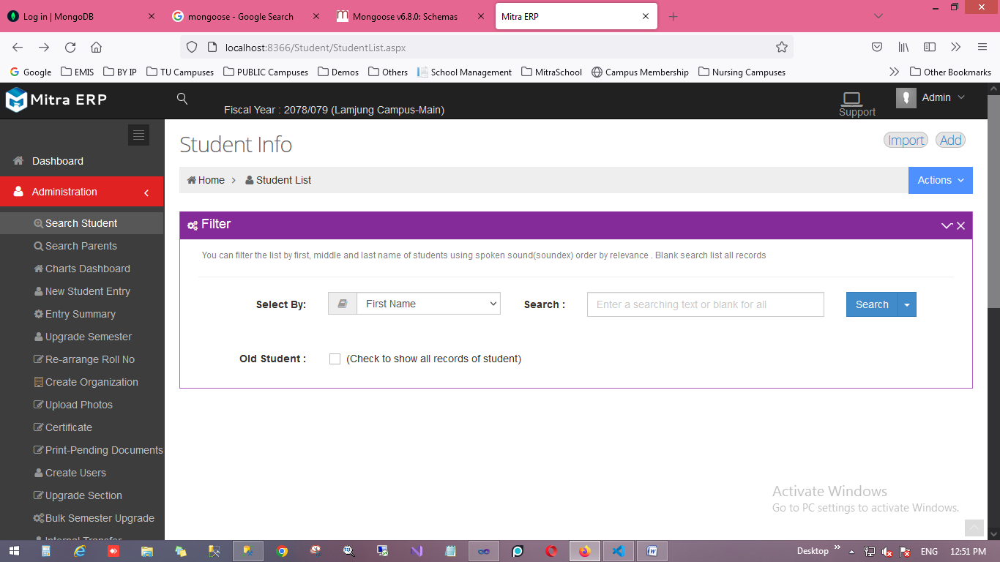 Log in | MongoDB
mongoose - Google Search
Mongoose v6.8.0: Schemas
Mitra ERP
localhost:8366/Student/StudentList.aspx
Google EMIS BY IP TU Campuses PUBLIC Campuses Demos Others School Management MitraSchool Campus Membership Nursing Campuses Other Bookmarks
Mitra ERP
Fiscal Year : 2078/079 (Lamjung Campus-Main)
Support
Admin
Student Info
Import Add
Home > Student List
Actions
Dashboard
Administration
Search Student
Search Parents
Charts Dashboard
New Student Entry
Entry Summary
Upgrade Semester
Re-arrange Roll No
Create Organization
Upload Photos
Certificate
Print-Pending Documents
Create Users
Upgrade Section
Bulk Semester Upgrade
Internal Transfer
Filter
You can filter the list by first, middle and last name of students using spoken sound(soundex) order by relevance . Blank search list all records
Select By: First Name Search : Enter a searching text or blank for all Search
Old Student : (Check to show all records of student)
Activate Windows
Go to PC settings to activate Windows.
Desktop ENG 12:51 PM